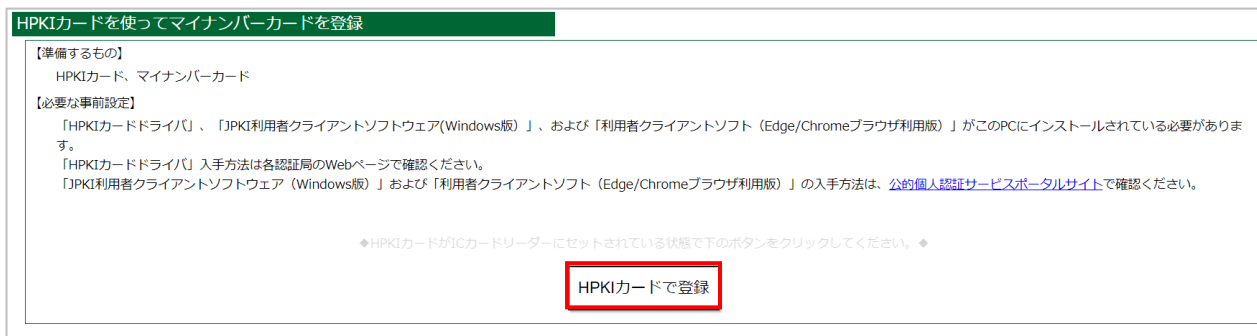 HPKIカードを使ってマイナンバーカードを登録
【準備するもの】
HPKIカード、マイナンバーカード
【必要な事前設定】
「HPKIカードドライバ」、「JPKI利用者クライアントソフトウェア(Windows版）」、および「利用者クライアントソフト（Edge/Chromeブラウザ利用版）」がこのPCにインストールされている必要がありま
す。
「HPKIカードドライバ」入手方法は各認証局のWebページで確認ください。
「JPKI利用者クライアントソフトウェア（Windows版）」および「利用者クライアントソフト（Edge/Chromeブラウザ利用版）」の入手方法は、公的個人認証サービスポータルサイトで確認ください。
◆HPKIカードがICカードリーダーにセットされている状態で下のボタンをクリックしてください。◆
HPKIカードで登録